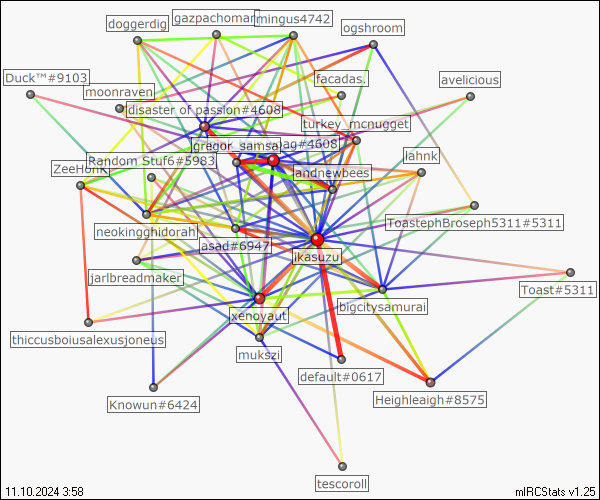 gazpachoman
mingus4742
doggerdig
ogshroom
Duck™#9103
facadas.
avelicious
moonraven
disaster of passion#4608
turkey_mcnugget
gregor_samsa
nag#4608
lahnk
Random Stuf6#5983
ZeeHonk
andnewbees
ToastephBroseph5311#5311
neokingghidorah
asad#6947
ikasuzu
jarlbreadmaker
Toast#5311
bigcitysamurai
xenoyaut
thiccusboiusalexusjoneus
mukszi
default#0617
Knowun#6424
Heighleaigh#8575
tescoroll
11.10.2024 3:58
mIRCStats v1.25